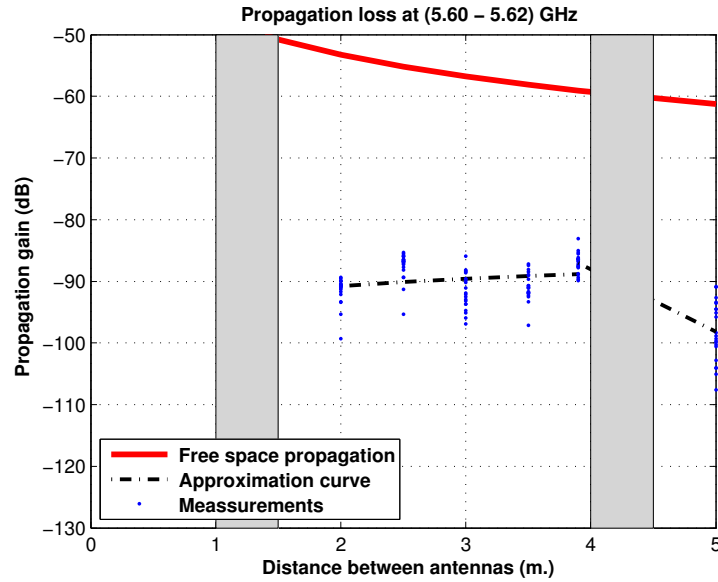 Propagation loss at (5.60 − 5.62) GHz
Propagation gain (dB)
−50
−60
−70
−80
−90
−100
−110
−120
−130
Free space propagation
Approximation curve
Meassurements
0
1
2
3
4
5
Distance between antennas (m.)